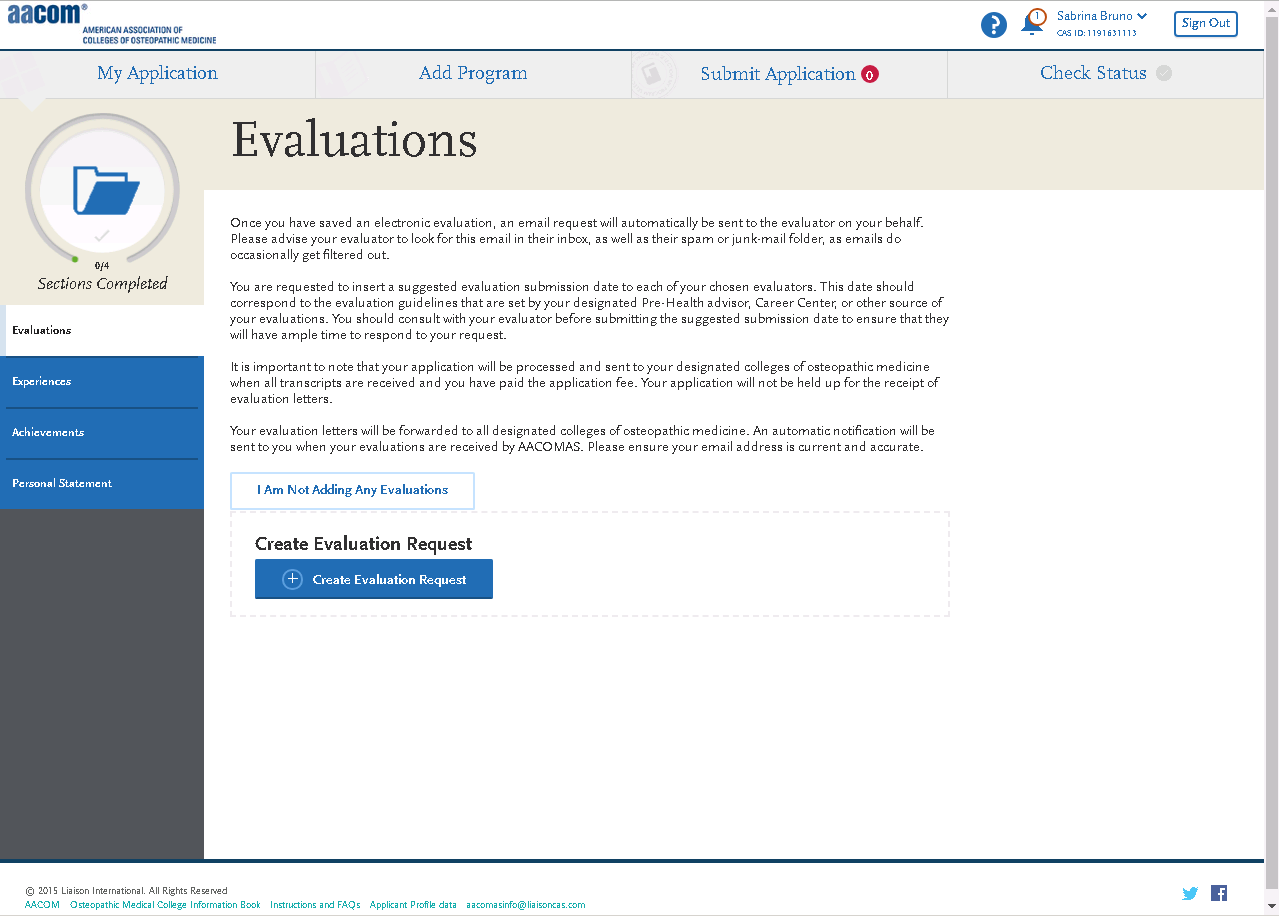 aacom®
AMERICAN ASSOCIATION OF
COLLEGES OF OSTEOPATHIC MEDICINE
?
1
Sabrina Bruno
CAS ID: 1191631113
Sign Out
My Application
Add Program
Submit Application 0
Check Status
0/4
Sections Completed
Evaluations
Experiences
Achievements
Personal Statement
Evaluations
Once you have saved an electronic evaluation, an email request will automatically be sent to the evaluator on your behalf.
Please advise your evaluator to look for this email in their inbox, as well as their spam or junk-mail folder, as emails do
occasionally get filtered out.
You are requested to insert a suggested evaluation submission date to each of your chosen evaluators. This date should
correspond to the evaluation guidelines that are set by your designated Pre-Health advisor, Career Center, or other source of
your evaluations. You should consult with your evaluator before submitting the suggested submission date to ensure that they
will have ample time to respond to your request.
It is important to note that your application will be processed and sent to your designated colleges of osteopathic medicine
when all transcripts are received and you have paid the application fee. Your application will not be held up for the receipt of
evaluation letters.
Your evaluation letters will be forwarded to all designated colleges of osteopathic medicine. An automatic notification will be
sent to you when your evaluations are received by AACOMAS. Please ensure your email address is current and accurate.
I Am Not Adding Any Evaluations
Create Evaluation Request
Create Evaluation Request
© 2015 Liaison International. All Rights Reserved
AACOM Osteopathic Medical College Information Book Instructions and FAQs Applicant Profile data aacomasinfo@liaisoncas.com